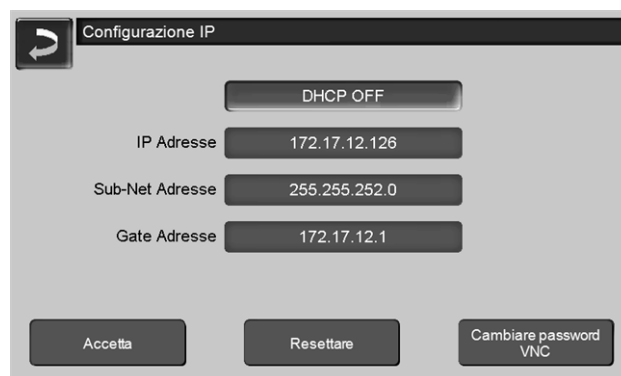 Configurazione IP
DHCP OFF
IP Adresse 172.17.12.126
Sub-Net Adresse 255.255.252.0
Gate Adresse 172.17.12.1
Accetta Resettare Cambiare password
VNC